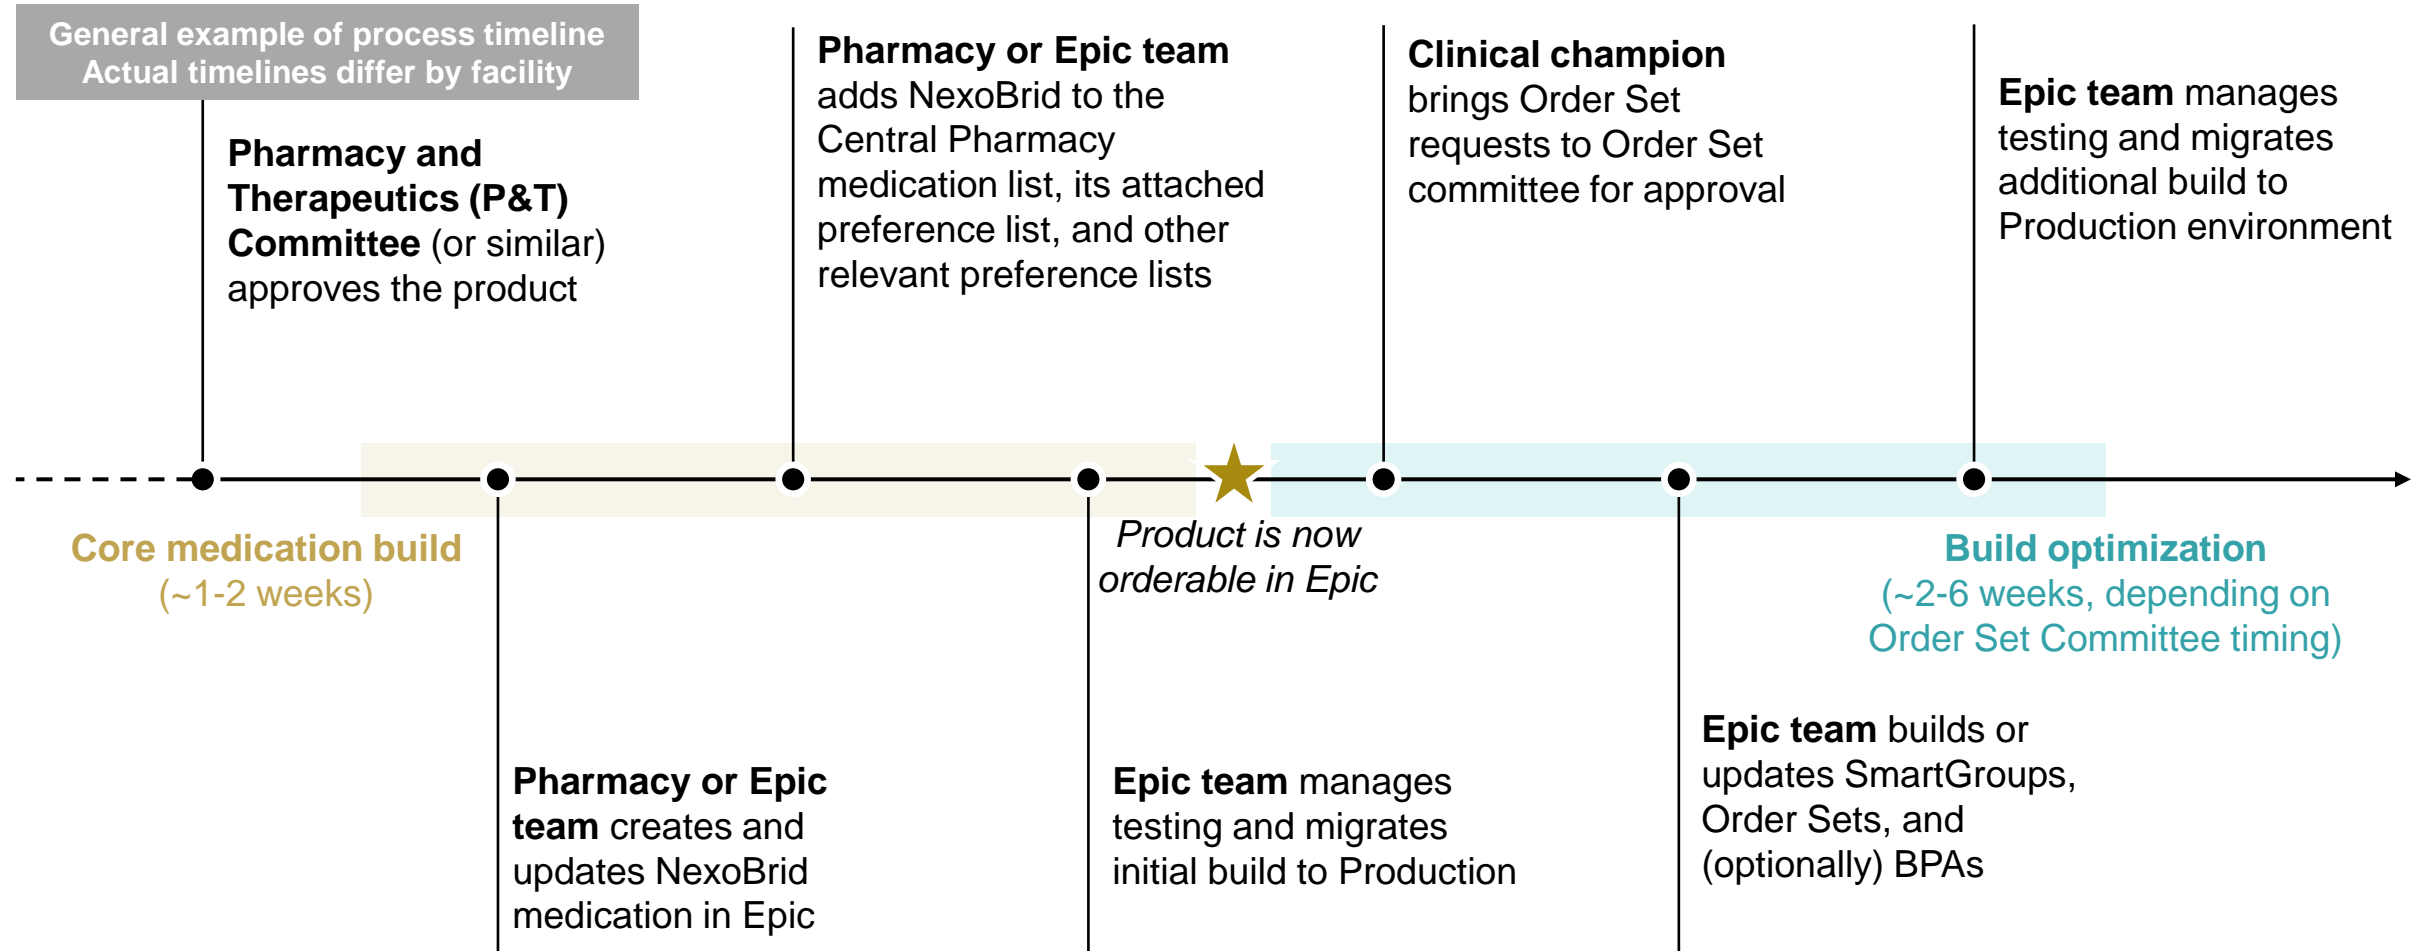 General example of process timeline
Actual timelines differ by facility
Pharmacy and
Therapeutics (P&T)
Committee (or similar)
approves the product
Pharmacy or Epic team
adds NexoBrid to the
Central Pharmacy
medication list, its attached
preference list, and other
relevant preference lists
Clinical champion
brings Order Set
requests to Order Set
committee for approval
Epic team manages
testing and migrates
additional build to
Production environment
Core medication build
(~1-2 weeks)
Product is now
orderable in Epic
Build optimization
(~2-6 weeks, depending on
Order Set Committee timing)
Pharmacy or Epic
team creates and
updates NexoBrid
medication in Epic
Epic team manages
testing and migrates
initial build to Production
Epic team builds or
updates SmartGroups,
Order Sets, and
(optionally) BPAs